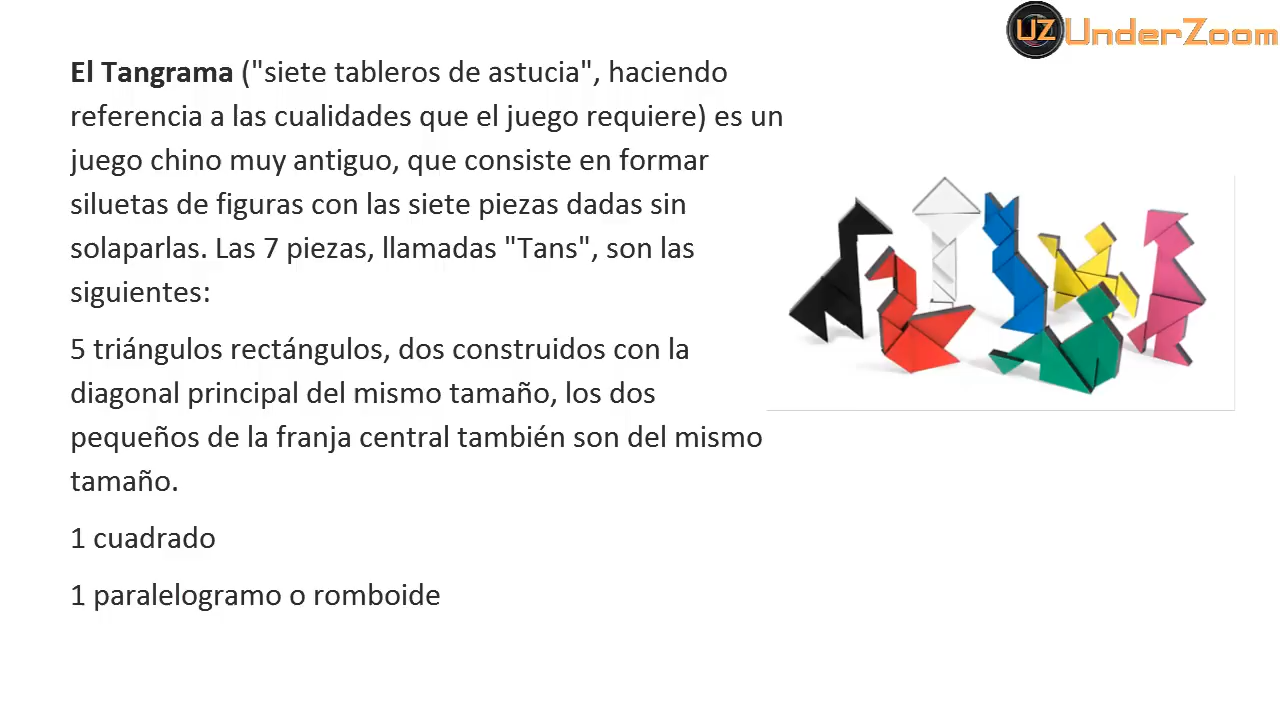 UZ UnderZoom
El Tangrama ("siete tableros de astucia", haciendo
referencia a las cualidades que el juego requiere) es un
juego chino muy antiguo, que consiste en formar
siluetas de figuras con las siete piezas dadas sin
solaparlas. Las 7 piezas, llamadas "Tans", son las
siguientes:
5 triángulos rectángulos, dos construidos con la
diagonal principal del mismo tamaño, los dos
pequeños de la franja central también son del mismo
tamaño.
1 cuadrado
1 paralelogramo o romboide